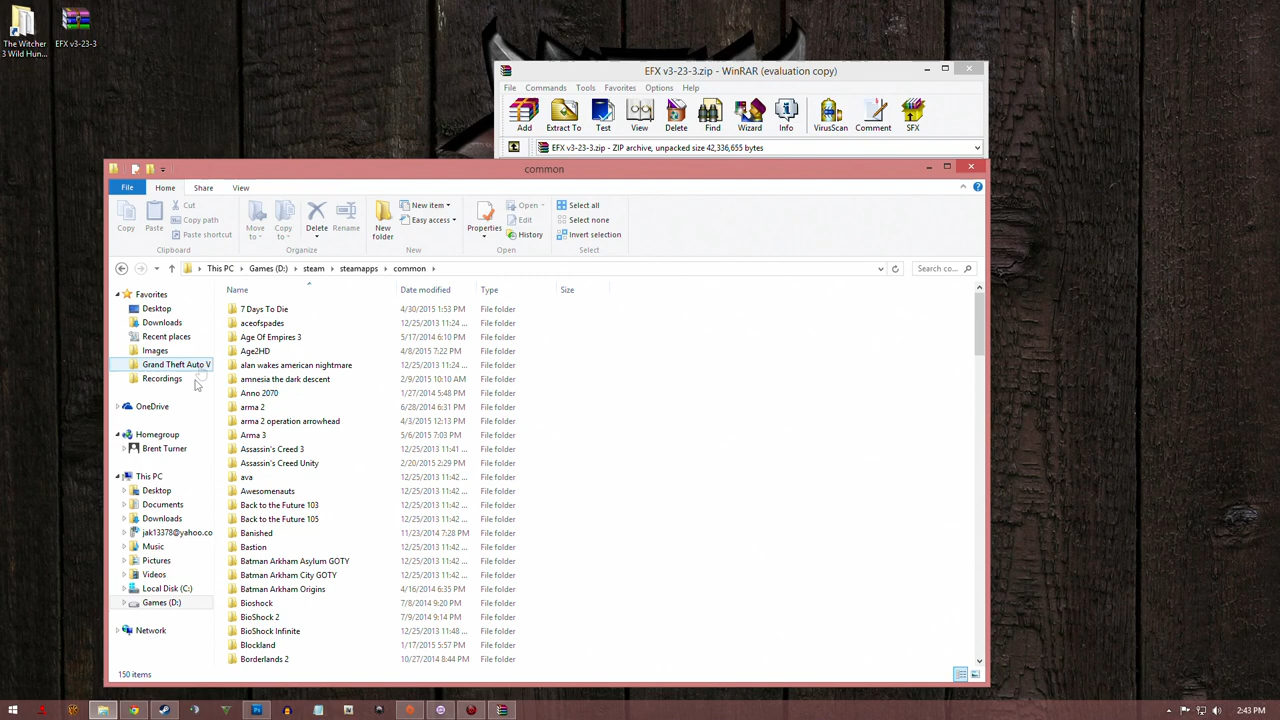 The Witcher
3 Wild Hun...
EFX v3-23-3
EFX v3-23-3.zip - WinRAR (evaluation copy)
File Commands Tools Favorites Options Help
Add Extract To Test View Delete Find Wizard Info VirusScan Comment SFX
EFX v3-23-3.zip - ZIP archive, unpacked size 42,336,655 bytes
common
File Home Share View
Copy Paste Cut Copy path Paste shortcut Move to Copy to Delete Rename New folder New item Easy access Properties Open Edit History Select all Select none Invert selection
Clipboard Organize New Open Select
This PC Games (D:) steam steamapps common Search co...
Name Date modified Type Size
Favorites
Desktop
Downloads
Recent places
Images
Grand Theft Auto V
Recordings
OneDrive
Homegroup
Brent Turner
This PC
Desktop
Documents
Downloads
jak13378@yahoo.co
Music
Pictures
Videos
Local Disk (C:)
Games (D:)
Network
7 Days To Die 4/30/2015 1:53 PM File folder
aceofspades 12/25/2013 11:24 ... File folder
Age Of Empires 3 5/17/2014 6:10 PM File folder
Age2HD 4/8/2015 7:22 PM File folder
alan wakes american nightmare 12/25/2013 11:24 ... File folder
amnesia the dark descent 2/9/2015 10:10 AM File folder
Anno 2070 1/27/2014 5:48 PM File folder
arma 2 6/28/2014 6:31 PM File folder
arma 2 operation arrowhead 4/3/2015 12:13 PM File folder
Arma 3 5/6/2015 7:03 PM File folder
Assassin's Creed 3 12/25/2013 11:41 ... File folder
Assassin's Creed Unity 2/20/2015 2:29 PM File folder
ava 12/25/2013 11:42 ... File folder
Awesomenauts 12/25/2013 11:42 ... File folder
Back to the Future 103 12/25/2013 11:42 ... File folder
Back to the Future 105 12/25/2013 11:42 ... File folder
Banished 11/23/2014 7:28 PM File folder
Bastion 12/25/2013 11:42 ... File folder
Batman Arkham Asylum GOTY 12/25/2013 11:42 ... File folder
Batman Arkham City GOTY 12/25/2013 11:42 ... File folder
Batman Arkham Origins 4/16/2014 6:35 PM File folder
Bioshock 7/8/2014 9:20 PM File folder
BioShock 2 7/9/2014 9:14 PM File folder
BioShock Infinite 12/25/2013 11:48 ... File folder
Blockland 1/17/2015 5:57 PM File folder
Borderlands 2 10/27/2014 8:44 PM File folder
150 items
2:43 PM